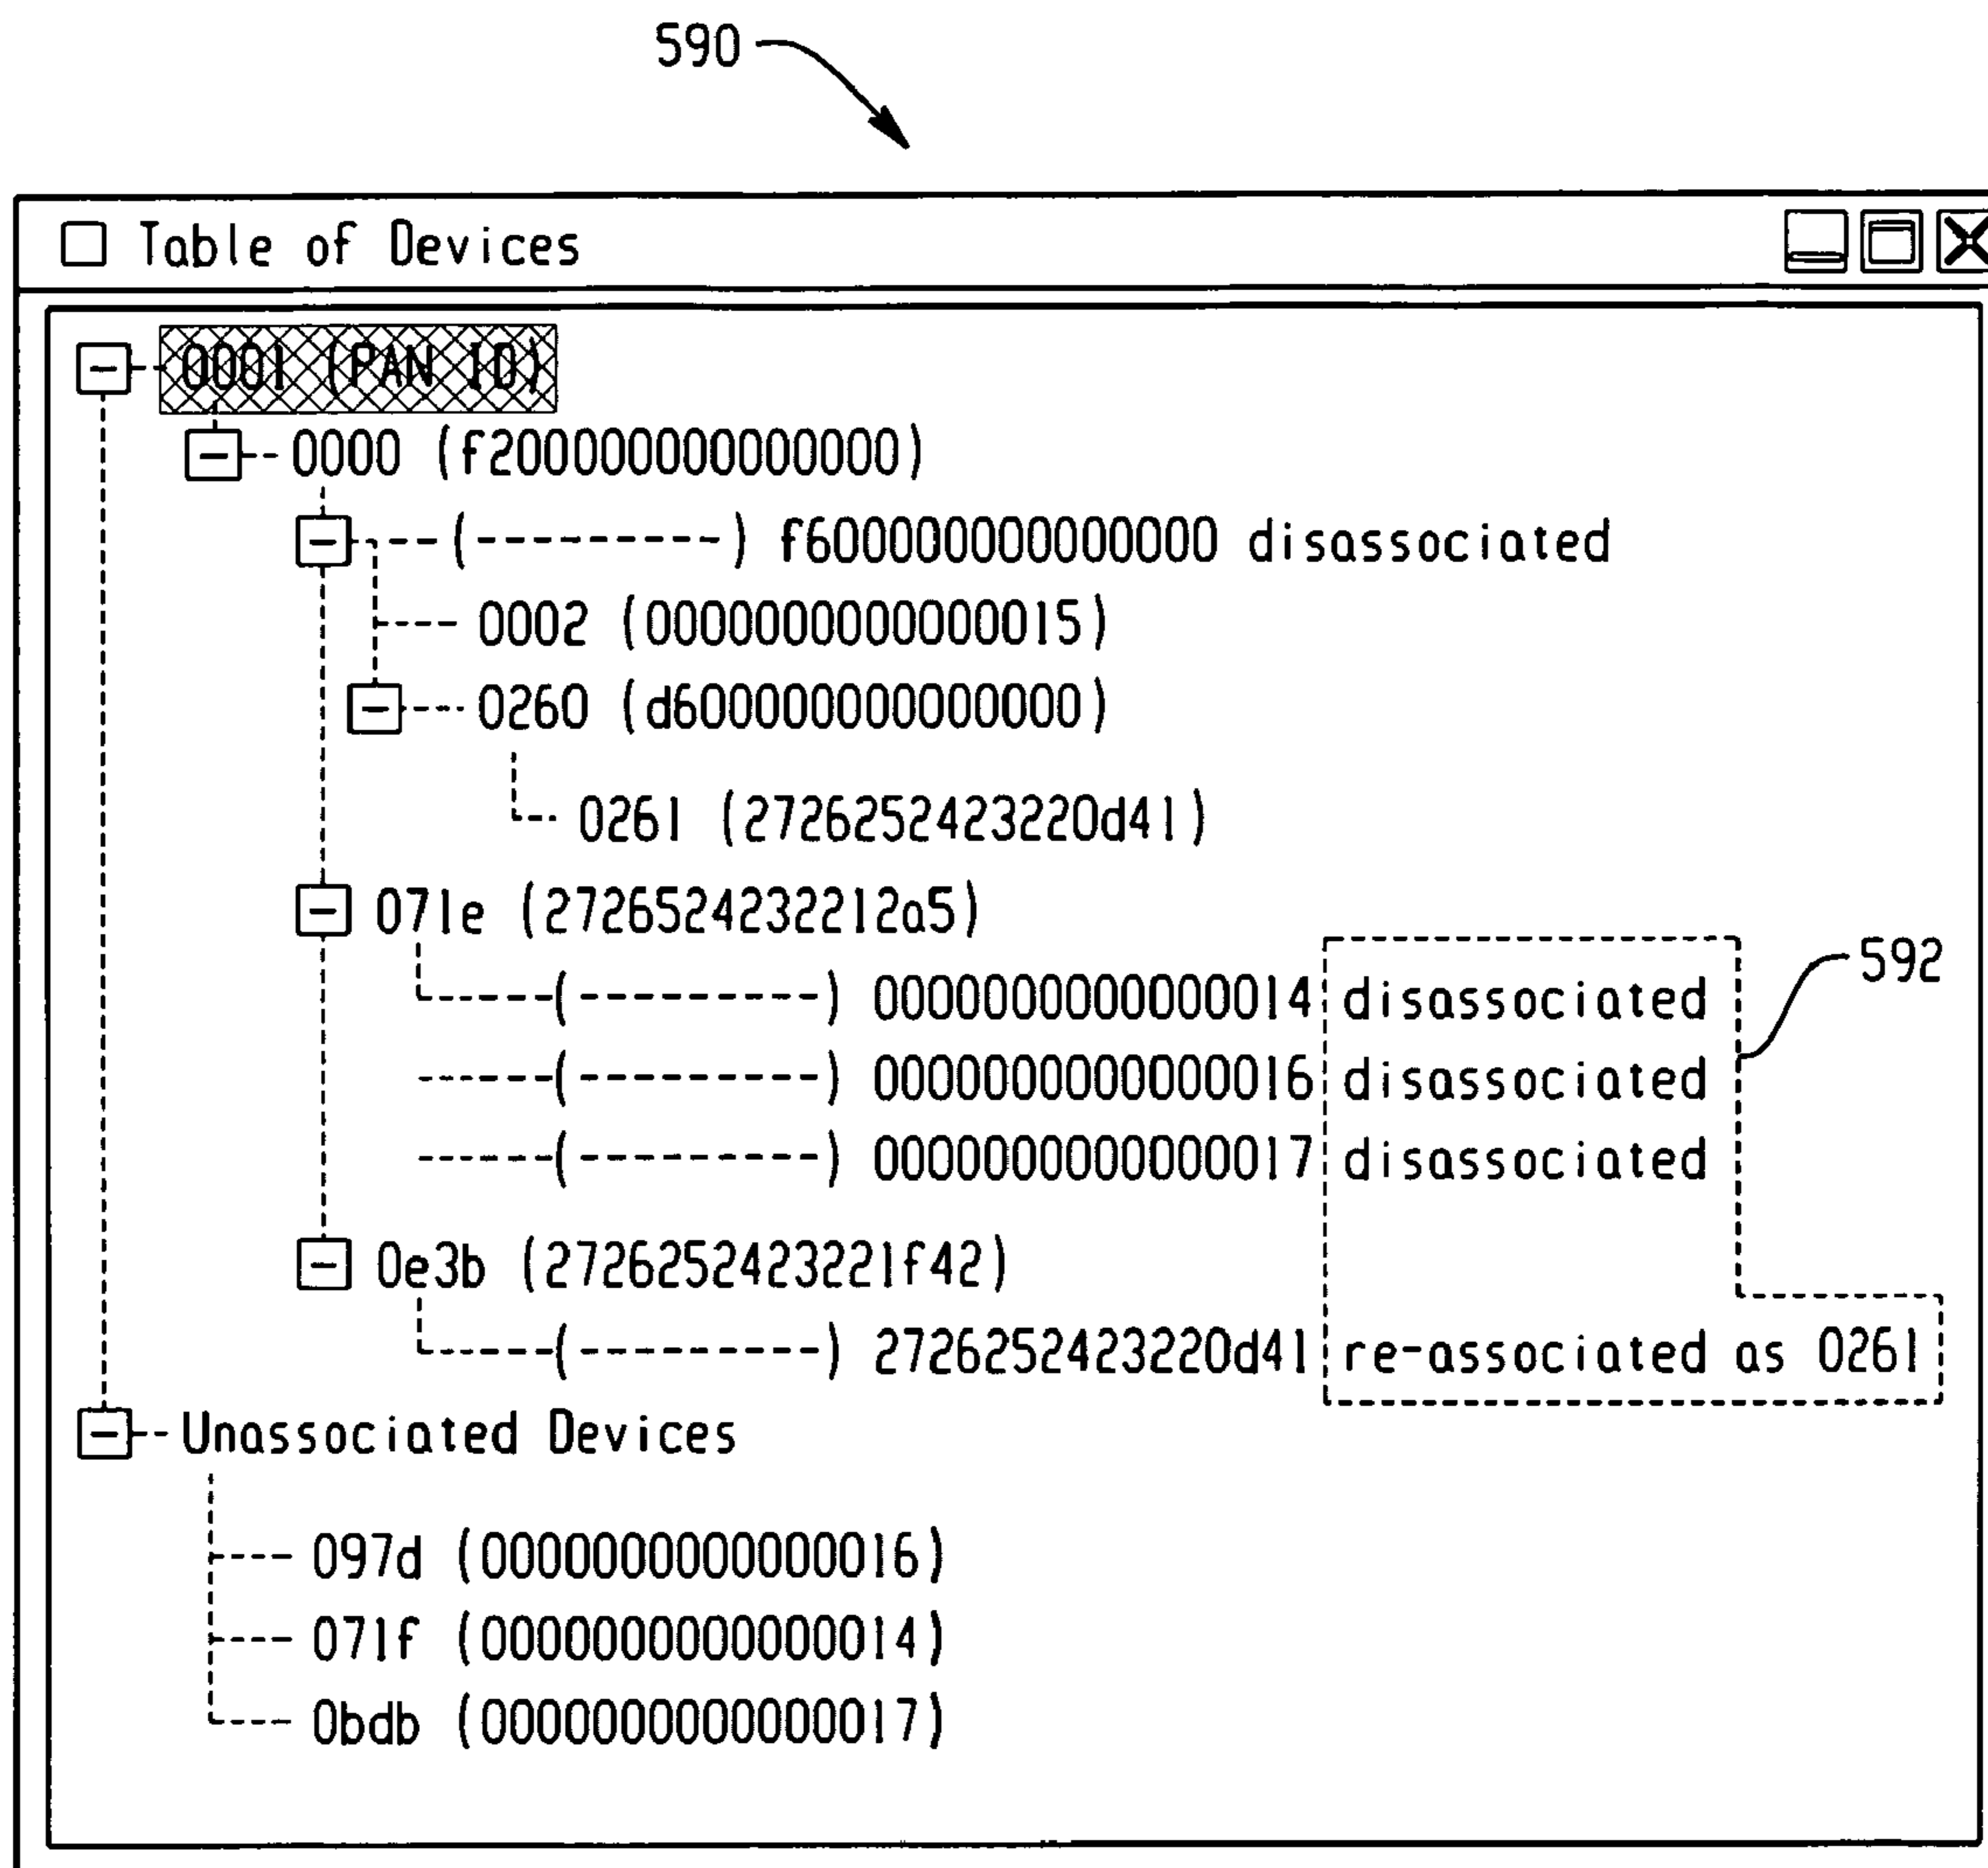 590
Table of Devices
(PAN ID)
0000 (f200000000000000)
(----------) f600000000000000 disassociated
0002 (0000000000000015)
0260 (d600000000000000)
0261 (2726252423220d41)
071e (2726524232212a5)
592
(----------) 0000000000000014 disassociated
(----------) 0000000000000016 disassociated
(----------) 0000000000000017 disassociated
0e3b (2726252423221f42)
(----------) 2726252423220d41 re-associated as 0261
Unassociated Devices
097d (0000000000000016)
071f (0000000000000014)
0bdb (0000000000000017)